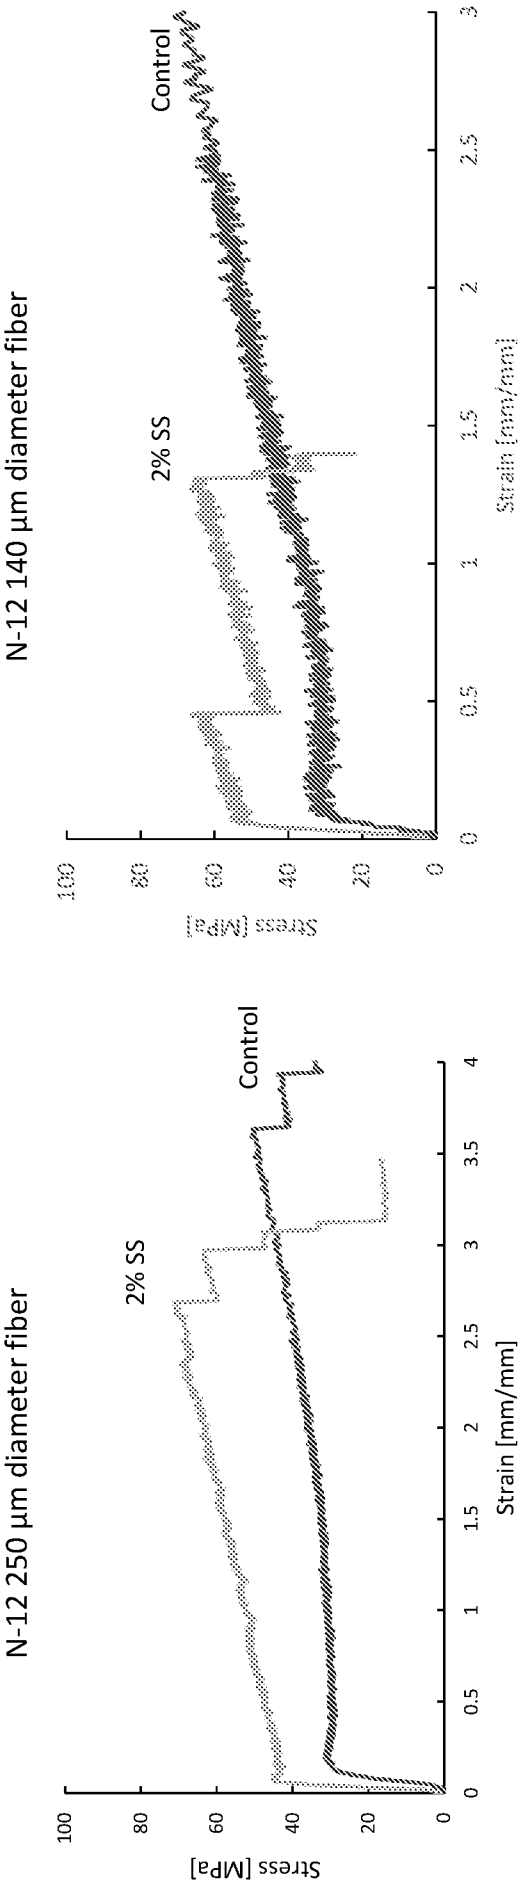 N-12 250 µm diameter fiber
100
80
60
40
20
0
Stress [MPa]
2% SS
Control
0
0.5
1
1.5
2
2.5
3
3.5
4
Strain [mm/mm]
N-12 140 µm diameter fiber
100
80
60
40
20
0
Stress [MPa]
2% SS
Control
0
0.5
1
1.5
2
2.5
3
Strain [mm/mm]